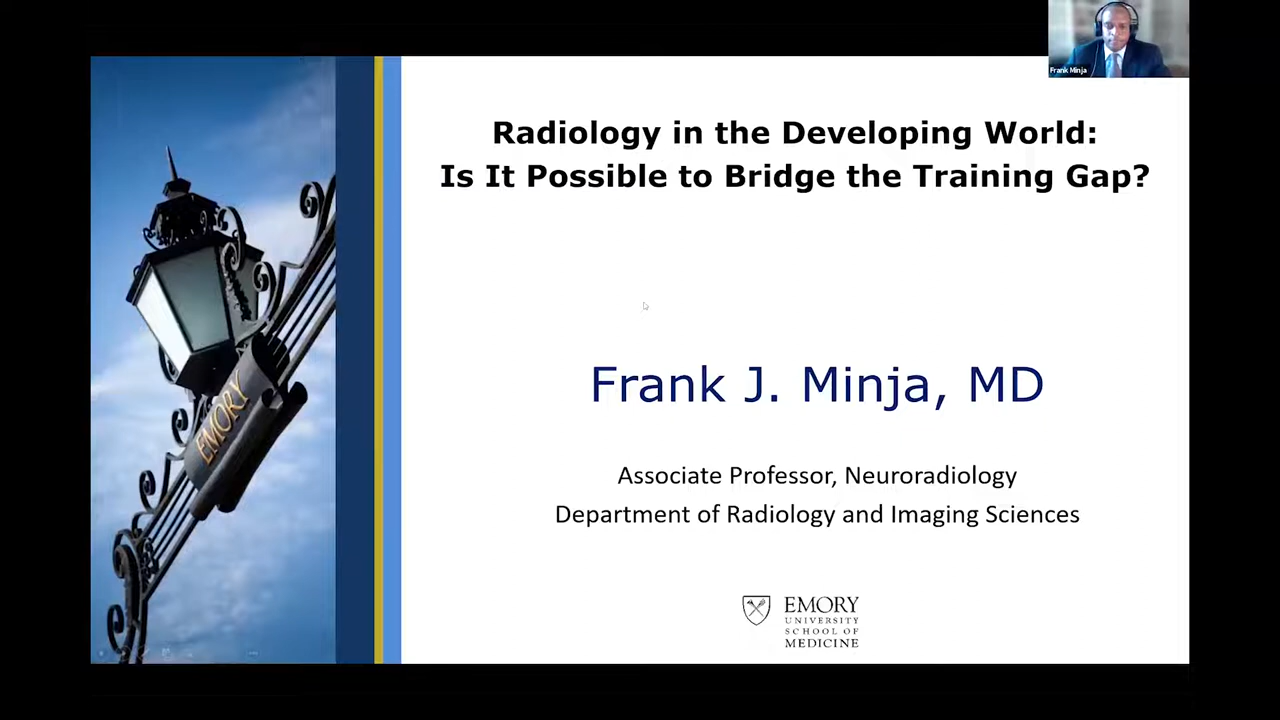 Frank Minja
Radiology in the Developing World:
Is It Possible to Bridge the Training Gap?
EMORY
Frank J. Minja, MD
Associate Professor, Neuroradiology
Department of Radiology and Imaging Sciences
EMORY
UNIVERSITY
SCHOOL OF
MEDICINE